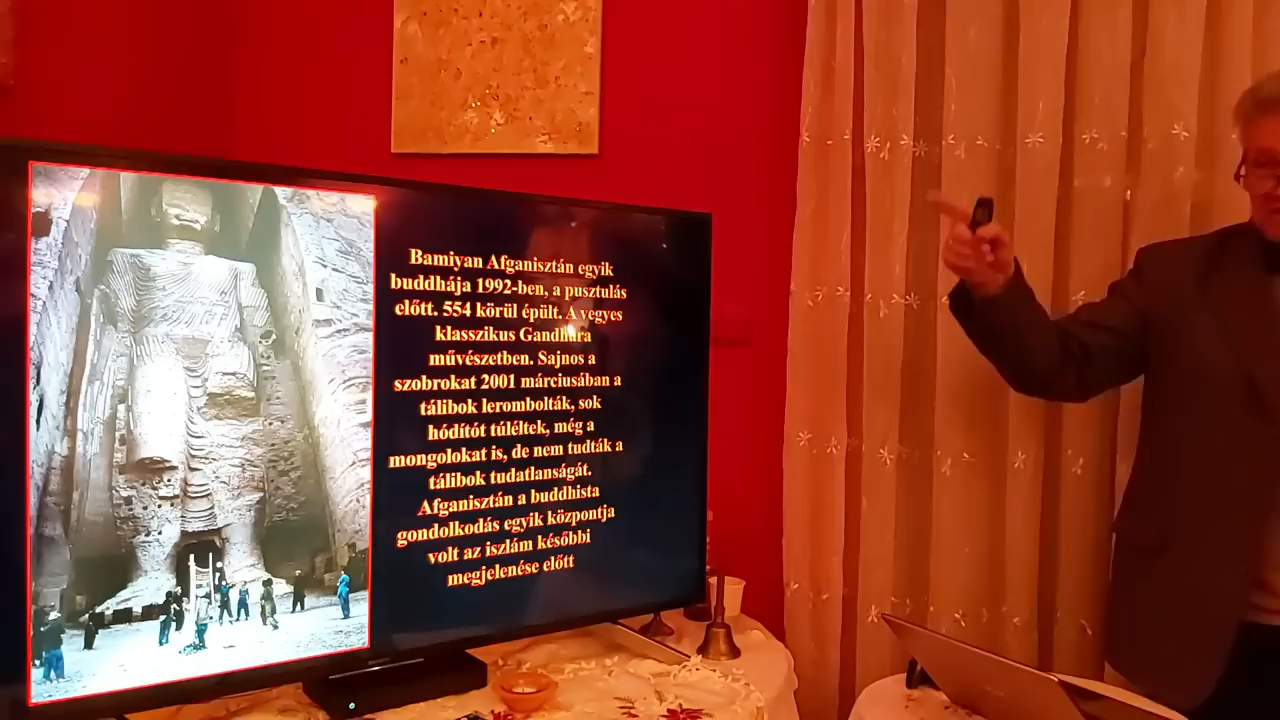 Bamiyan Afganisztán egyik
buddhája 1992-ben, a pusztulás
előtt. 554 körül épült. A vegyes
klasszikus Gandhara
művészetben. Sajnos a
szobrokat 2001 márciusában a
tálibok lerombolták, sok
hódítót túléltek, még a
mongolokat is, de nem tudták a
tálibok tudatlanságát.
Afganisztán a buddhista
gondolkodás egyik központja
volt az iszlám későbbi
megjelenése előtt